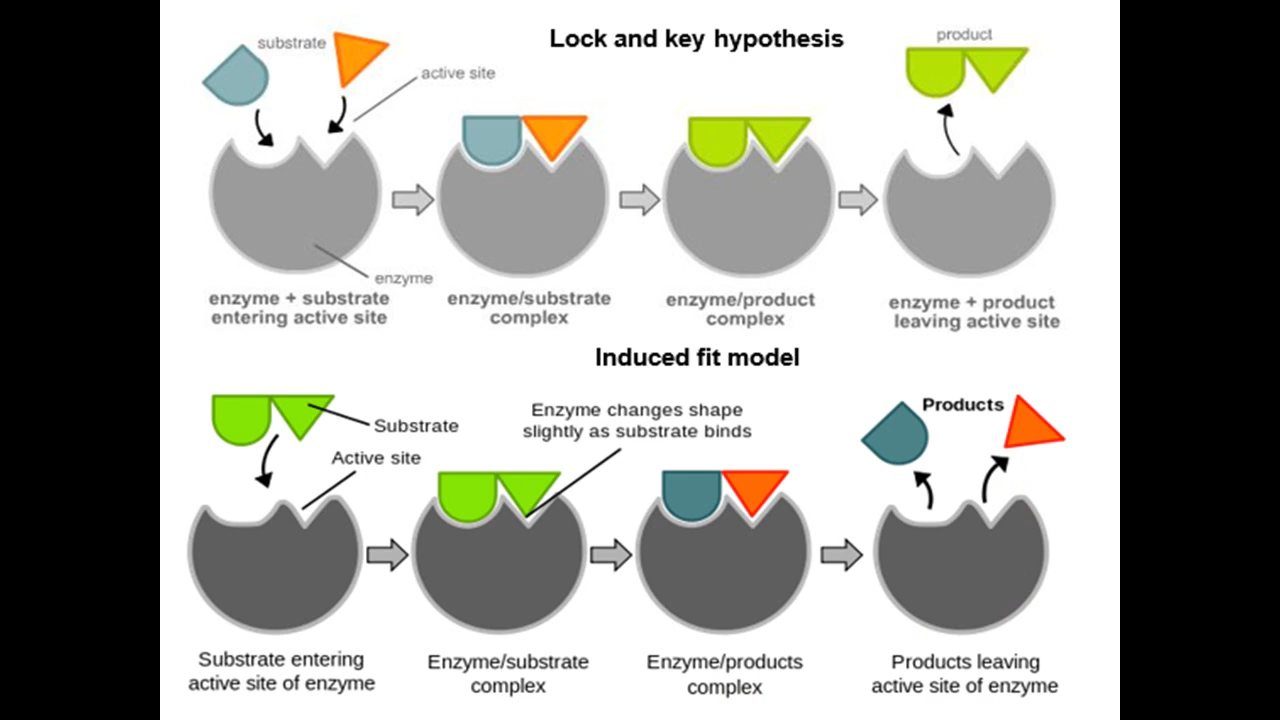 Lock and key hypothesis
substrate
active site
product
enzyme
enzyme + substrate
entering active site
enzyme/substrate
complex
enzyme/product
complex
enzyme + product
leaving active site
Induced fit model
Substrate
Active site
Enzyme changes shape
slightly as substrate binds
Products
Substrate entering
active site of enzyme
Enzyme/substrate
complex
Enzyme/products
complex
Products leaving
active site of enzyme